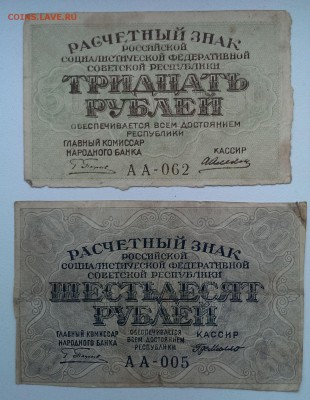 COINS.LAVE.RU
РАСЧЕТНЫЙ ЗНАК
РОССИЙСКОЙ
СОЦИАЛИСТИЧЕСКОЙ ФЕДЕРАТИВНОЙ
СОВЕТСКОЙ РЕСПУБЛИКИ
ТРИДЦАТЬ
РУБЛЕЙ
ОБЕСПЕЧИВАЕТСЯ ВСЕМ ДОСТОЯНИЕМ
РЕСПУБЛИКИ
ГЛАВНЫЙ КОМИССАР
НАРОДНОГО БАНКА
КАССИР
АА-062
РАСЧЕТНЫЙ ЗНАК
РОССИЙСКОЙ
СОЦИАЛИСТИЧЕСКОЙ ФЕДЕРАТИВНОЙ
СОВЕТСКОЙ РЕСПУБЛИКИ
ШЕСТЬДЕСЯТ
РУБЛЕЙ
ГЛАВНЫЙ КОМИССАР
НАРОДНОГО БАНКА
ОБЕСПЕЧИВАЕТСЯ
ВСЕМ ДОСТОЯНИЕМ
РЕСПУБЛИКИ
КАССИР
АА-005